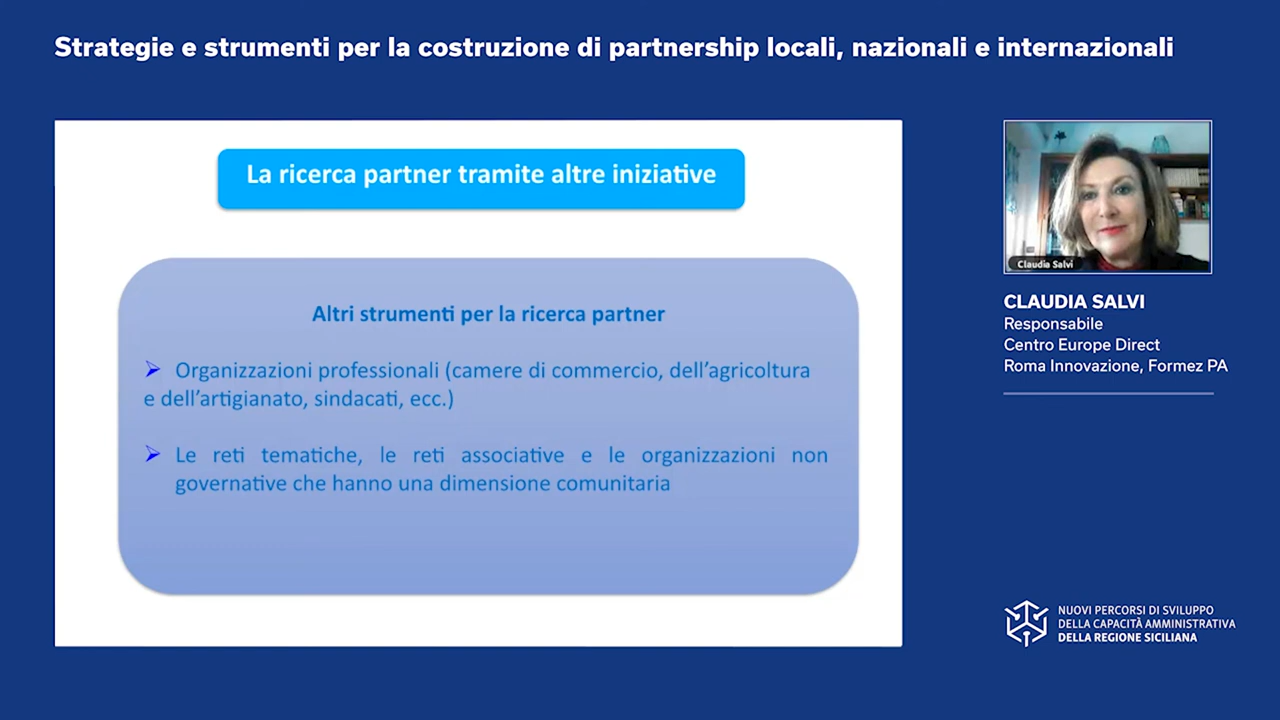 Strategie e strumenti per la costruzione di partnership locali, nazionali e internazionali
La ricerca partner tramite altre iniziative
Altri strumenti per la ricerca partner
Organizzazioni professionali (camere di commercio, dell’agricoltura
e dell’artigianato, sindacati, ecc.)
Le reti tematiche, le reti associative e le organizzazioni non
governative che hanno una dimensione comunitaria
Claudia Salvi
CLAUDIA SALVI
Responsabile
Centro Europe Direct
Roma Innovazione, Formez PA
NUOVI PERCORSI DI SVILUPPO
DELLA CAPACITÀ AMMINISTRATIVA
DELLA REGIONE SICILIANA